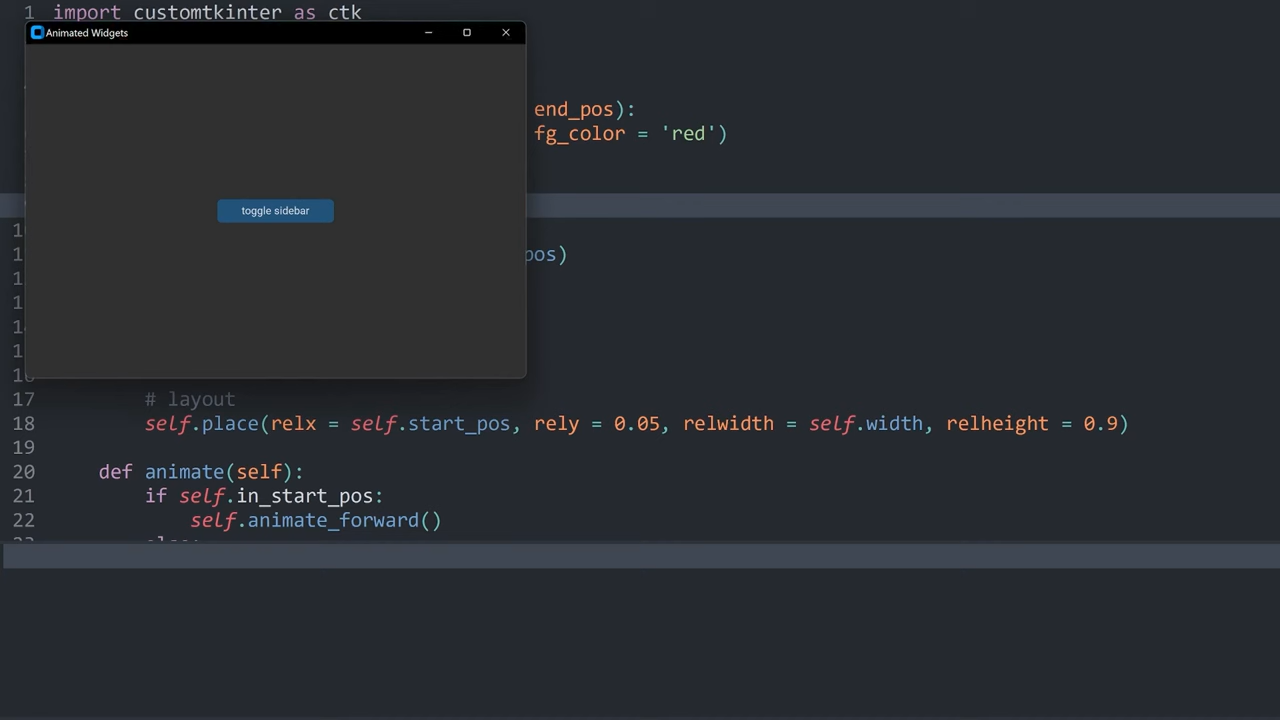 1 import customtkinter as ctk
Animated Widgets
end_pos):
fg_color = 'red')
toggle sidebar
pos)
17 # layout
18 self.place(relx = self.start_pos, rely = 0.05, relwidth = self.width, relheight = 0.9)
19
20 def animate(self):
21 if self.in_start_pos:
22 self.animate_forward()